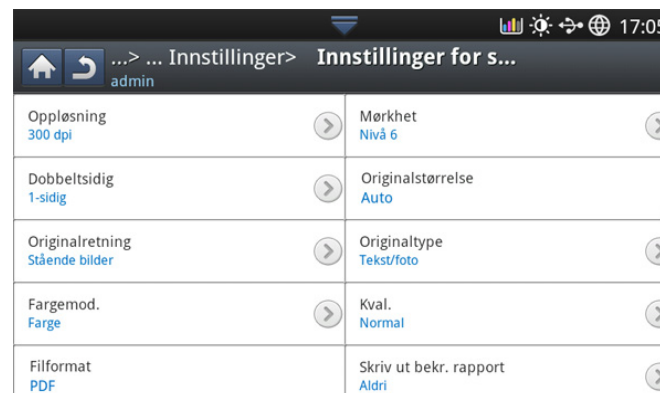 17:05
...> ... Innstillinger> Innstillinger for s...
admin
Oppløsning
300 dpi
Mørkhet
Nivå 6
Dobbeltsidig
1-sidig
Originalstørrelse
Auto
Originalretning
Stående bilder
Originaltype
Tekst/foto
Fargemod.
Farge
Kval.
Normal
Filformat
PDF
Skriv ut bekr. rapport
Aldri